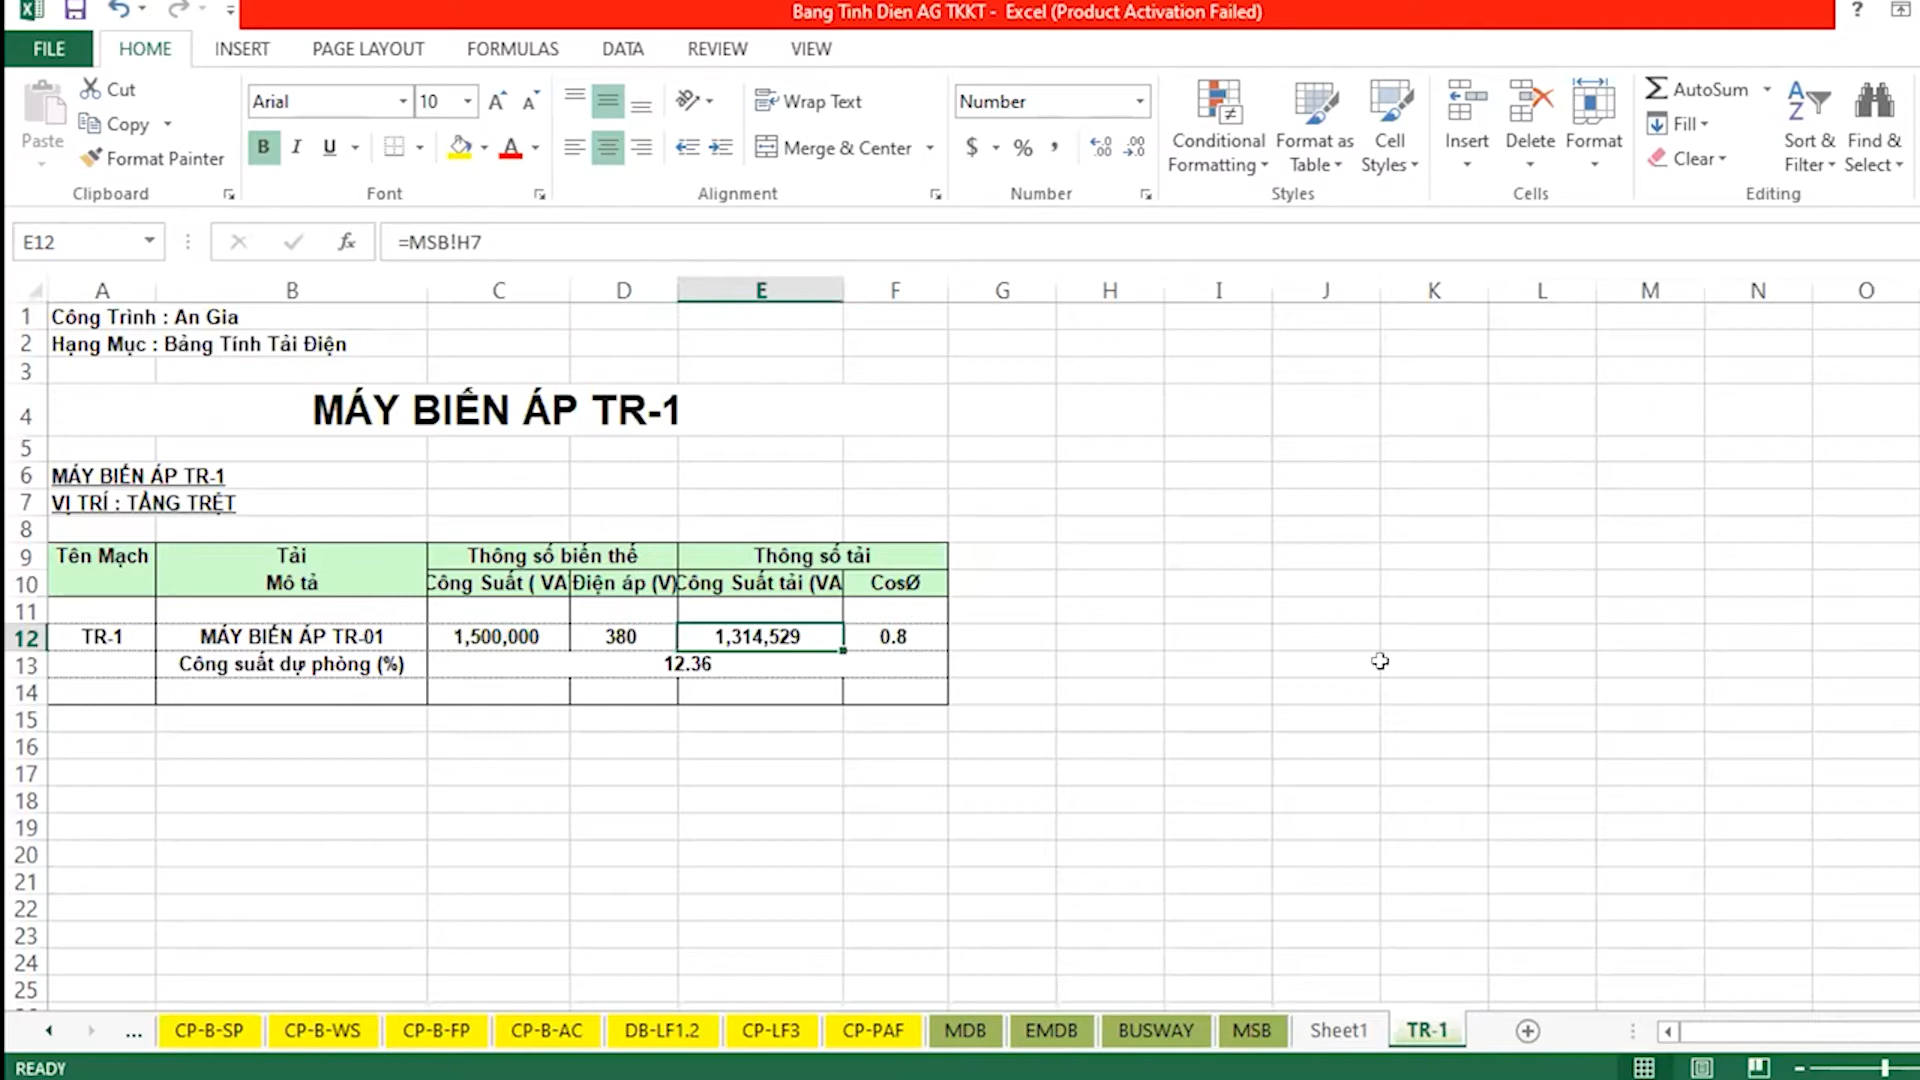 Bang Tinh Dien AG TKKT - Excel (Product Activation Failed)
?
FILE HOME INSERT PAGE LAYOUT FORMULAS DATA REVIEW VIEW
Paste
Cut
Copy
Format Painter
Clipboard
Arial 10
B I U
Font
Wrap Text
Merge & Center
Alignment
Number
$ % ,
Number
Conditional Formatting
Format as Table
Cell Styles
Styles
Insert Delete Format
Cells
AutoSum
Fill
Clear
Sort & Filter
Find & Select
Editing
E12 fx =MSB!H7
A B C D E F G H I J K L M N O
1 Công Trình : An Gia
2 Hạng Mục : Bảng Tính Tải Điện
3
4 MÁY BIẾN ÁP TR-1
5
6 MÁY BIẾN ÁP TR-1
7 VỊ TRÍ : TẦNG TRỆT
8
9 Tên Mạch Tải Thông số biến thế Thông số tải
10 Mô tả Công Suất ( VA Điện áp (V) Công Suất tải (VA CosØ
11
12 TR-1 MÁY BIẾN ÁP TR-01 1,500,000 380 1,314,529 0.8
13 Công suất dự phòng (%) 12.36
14
15
16
17
18
19
20
21
22
23
24
25
... CP-B-SP CP-B-WS CP-B-FP CP-B-AC DB-LF1.2 CP-LF3 CP-PAF MDB EMDB BUSWAY MSB Sheet1 TR-1
READY